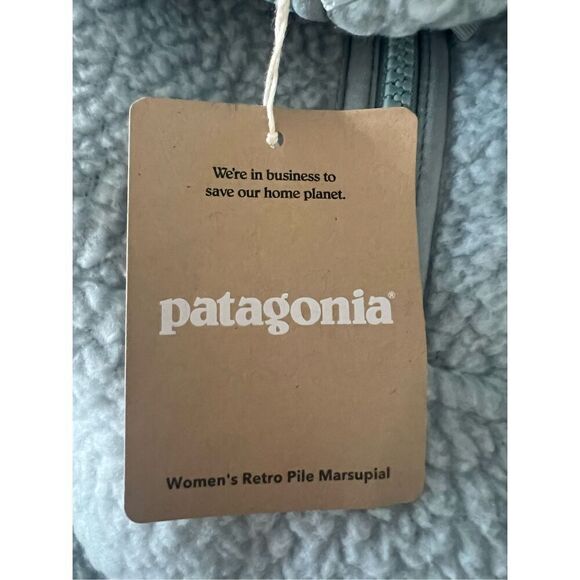 We're in business to
save our home planet.
patagonia®
Women's Retro Pile Marsupial